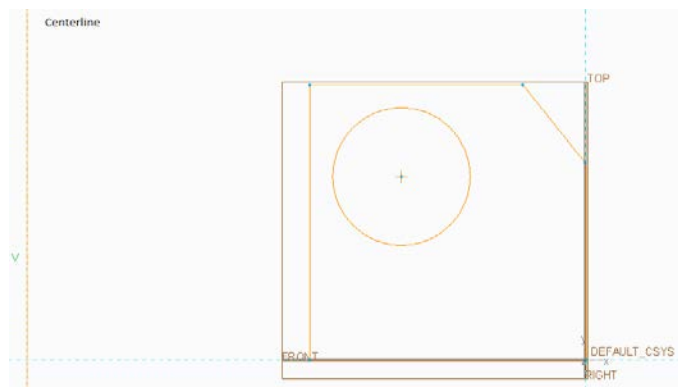 Centerline
TOP
V
FRONT
y
DEFAULT_CSYS
x
RIGHT